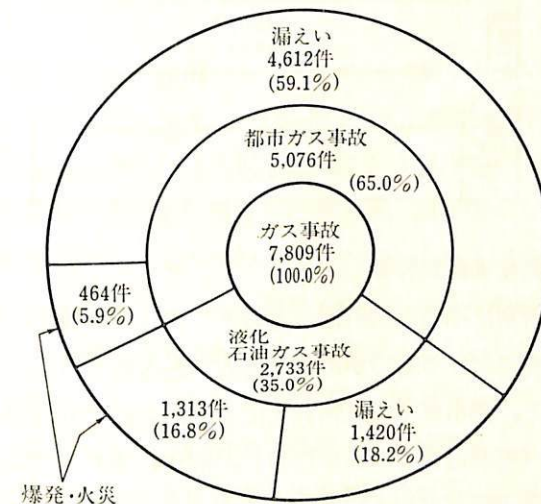 漏えい
4,612件
(59.1%)
都市ガス事故
5,076件
(65.0%)
ガス事故
7,809件
(100.0%)
464件
(5.9%)
液化
石油ガス事故
2,733件
(35.0%)
1,313件
(16.8%)
漏えい
1,420件
(18.2%)
爆発・火災